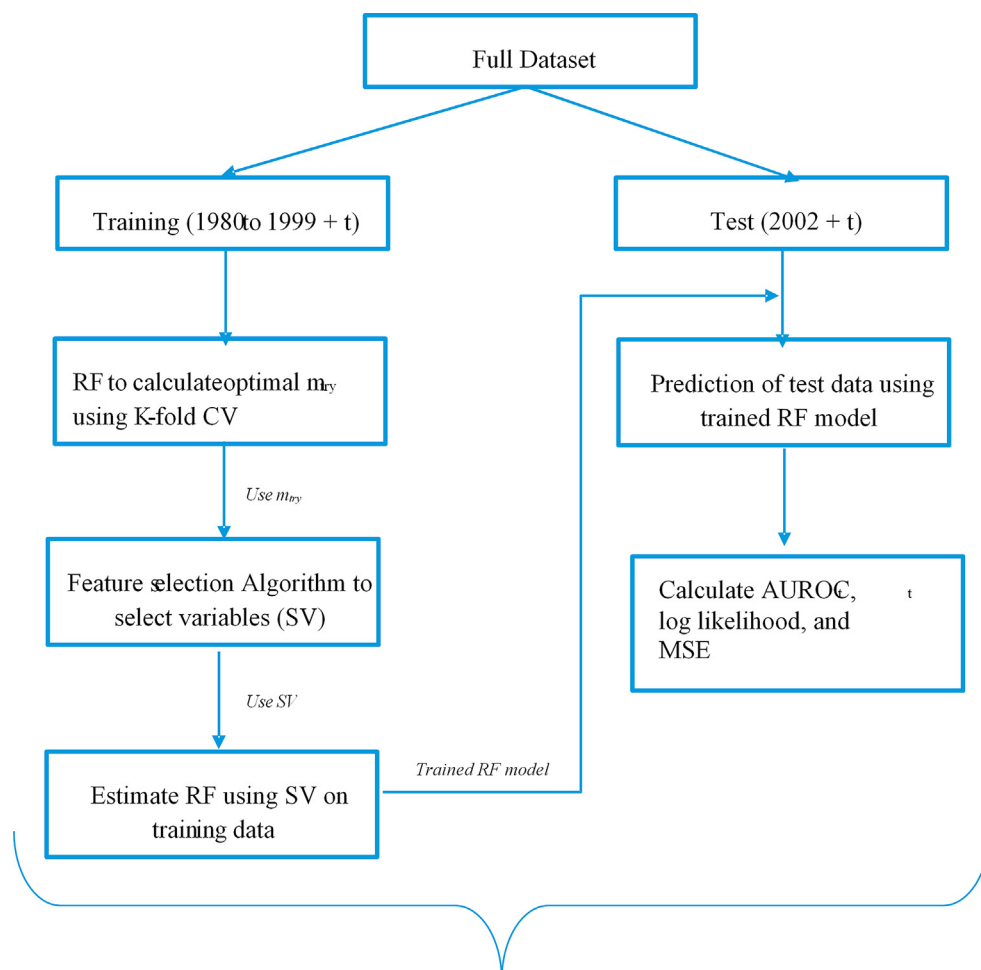 Full Dataset
Training (1980to 1999 + t)
Test (2002 + t)
RF to calculateoptimal mtry
using K-fold CV
Prediction of test data using
trained RF model
Use mtry
Feature selection Algorithm to
select variables (SV)
Calculate AUROCt, t
log likelihood, and
MSE
Use SV
Trained RF model
Estimate RF using SV on
training data